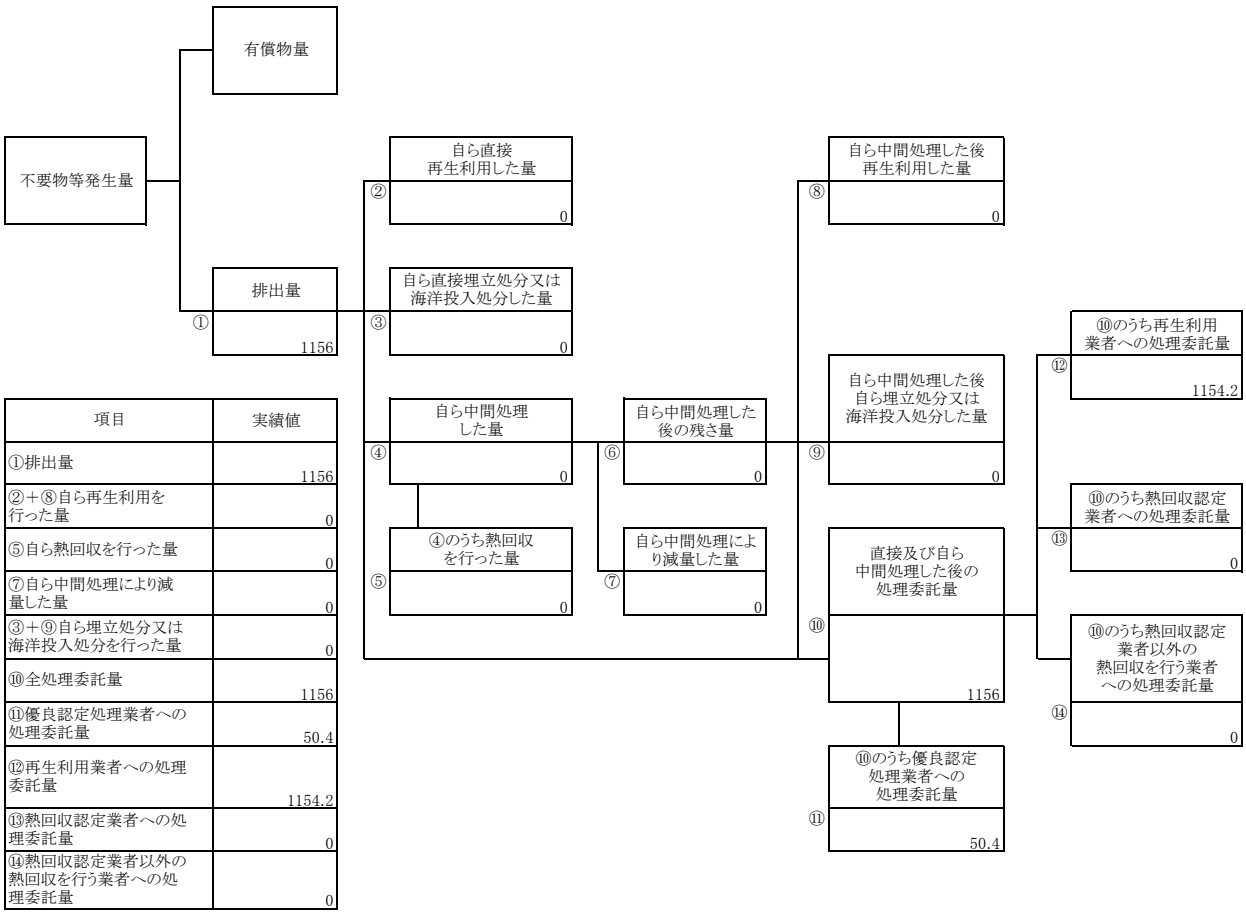 有償物量
不要物等発生量
自ら直接
再生利用した量
②
0
自ら中間処理した後
再生利用した量
⑧
0
排出量
①
1156
自ら直接埋立処分又は
海洋投入処分した量
③
0
⑩のうち再生利用
業者への処理委託量
⑫
1154.2
自ら中間処理した後
自ら埋立処分又は
海洋投入処分した量
⑨
0
自ら中間処理
した量
④
0
自ら中間処理した
後の残さ量
⑥
0
⑩のうち熱回収認定
業者への処理委託量
⑬
0
④のうち熱回収
を行った量
⑤
0
自ら中間処理によ
り減量した量
⑦
0
直接及び自ら
中間処理した後の
処理委託量
⑩
1156
⑩のうち熱回収認定
業者以外の
熱回収を行う業者
への処理委託量
⑭
0
⑩のうち優良認定
処理業者への
処理委託量
⑪
50.4
項目 実績値
①排出量
1156
②+⑧自ら再生利用を
行った量
0
⑤自ら熱回収を行った量
0
⑦自ら中間処理により減
量した量
0
③+⑨自ら埋立処分又は
海洋投入処分を行った量
0
⑩全処理委託量
1156
⑪優良認定処理業者への
処理委託量
50.4
⑫再生利用業者への処理
委託量
1154.2
⑬熱回収認定業者への処
理委託量
0
⑭熱回収認定業者以外の
熱回収を行う業者への処
理委託量
0